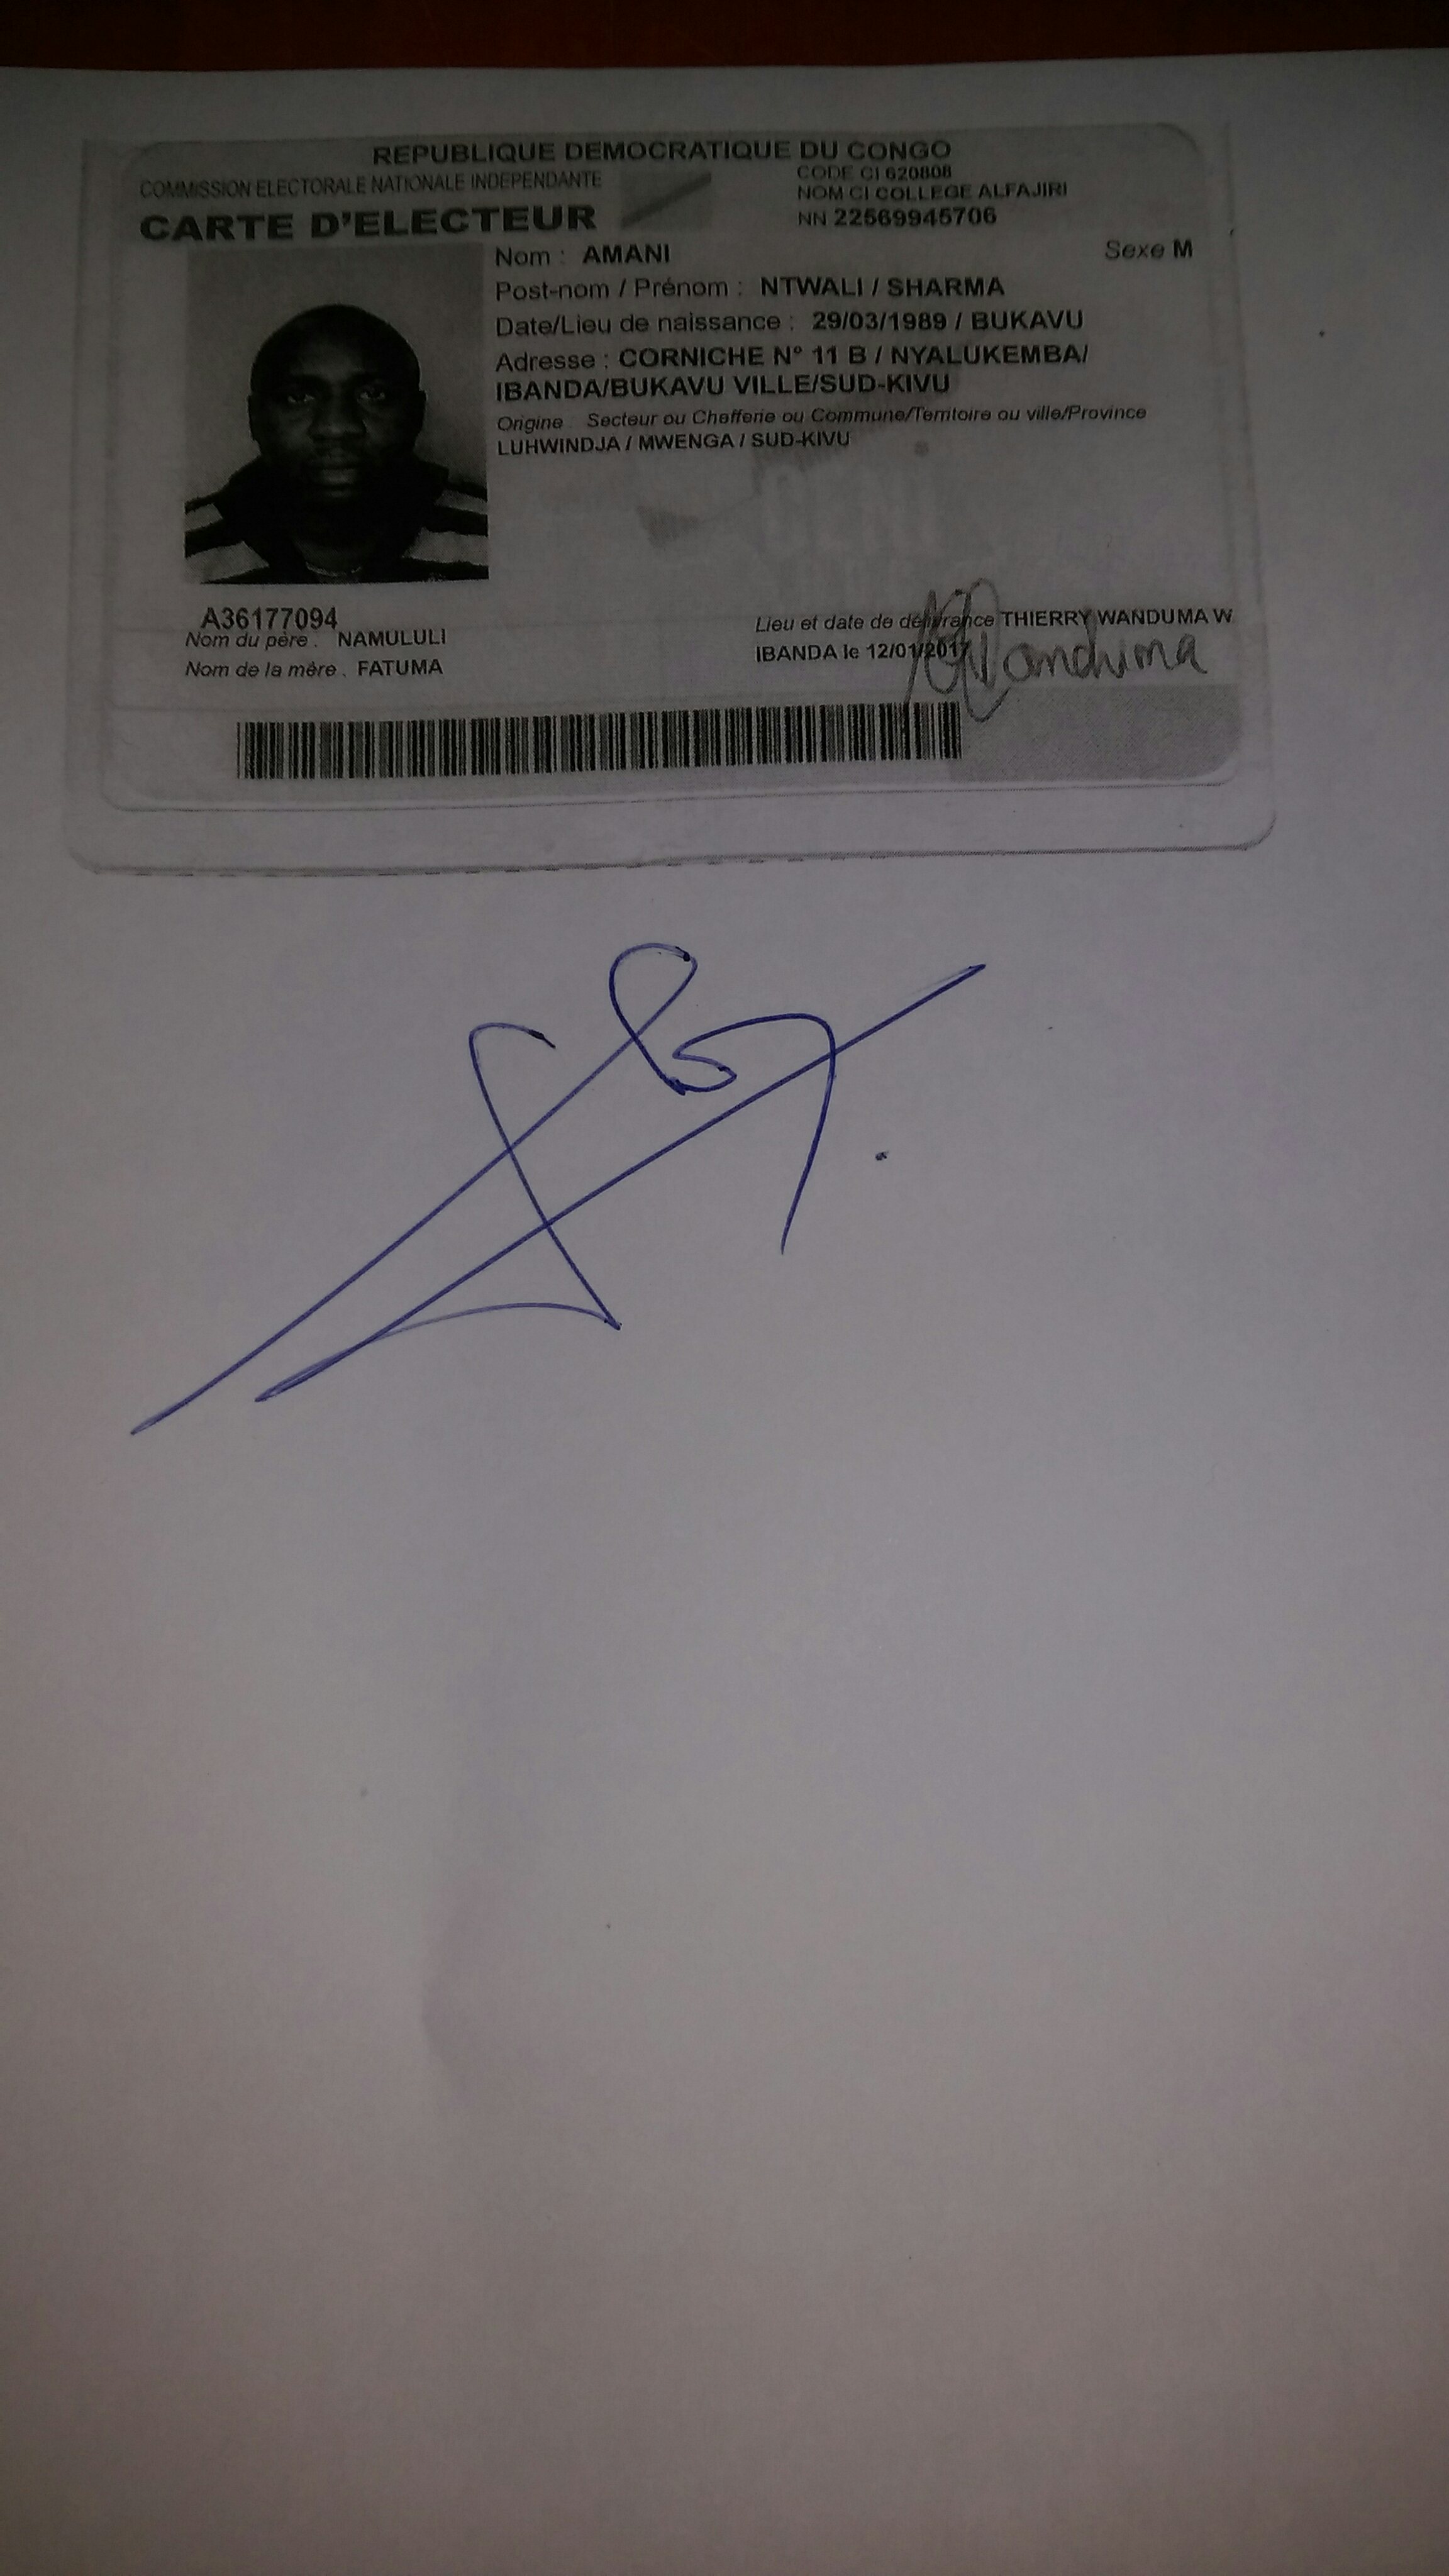 REPUBLIQUE DEMOCRATIQUE DU CONGO
COMMISSION ELECTORALE NATIONALE INDEPENDANTE
CODE CI 620808
NOM CI COLLEGE ALFAJIRI
CARTE D'ELECTEUR
NN 22569945706
Nom : AMANI
Sexe M
Post-nom / Prénom : NTWALI / SHARMA
Date/Lieu de naissance : 29/03/1989 / BUKAVU
Adresse : CORNICHE N° 11 B / NYALUKEMBA/
IBANDA/BUKAVU VILLE/SUD-KIVU
Origine Secteur ou Chefferie ou Commune/Territoire ou ville/Province
LUHWINDJA / MWENGA / SUD-KIVU
CENI
A36177094
Nom du père : NAMULULI
Nom de la mère . FATUMA
Lieu et date de délivrance THIERRY WANDUMA W
IBANDA le 12/01/2017